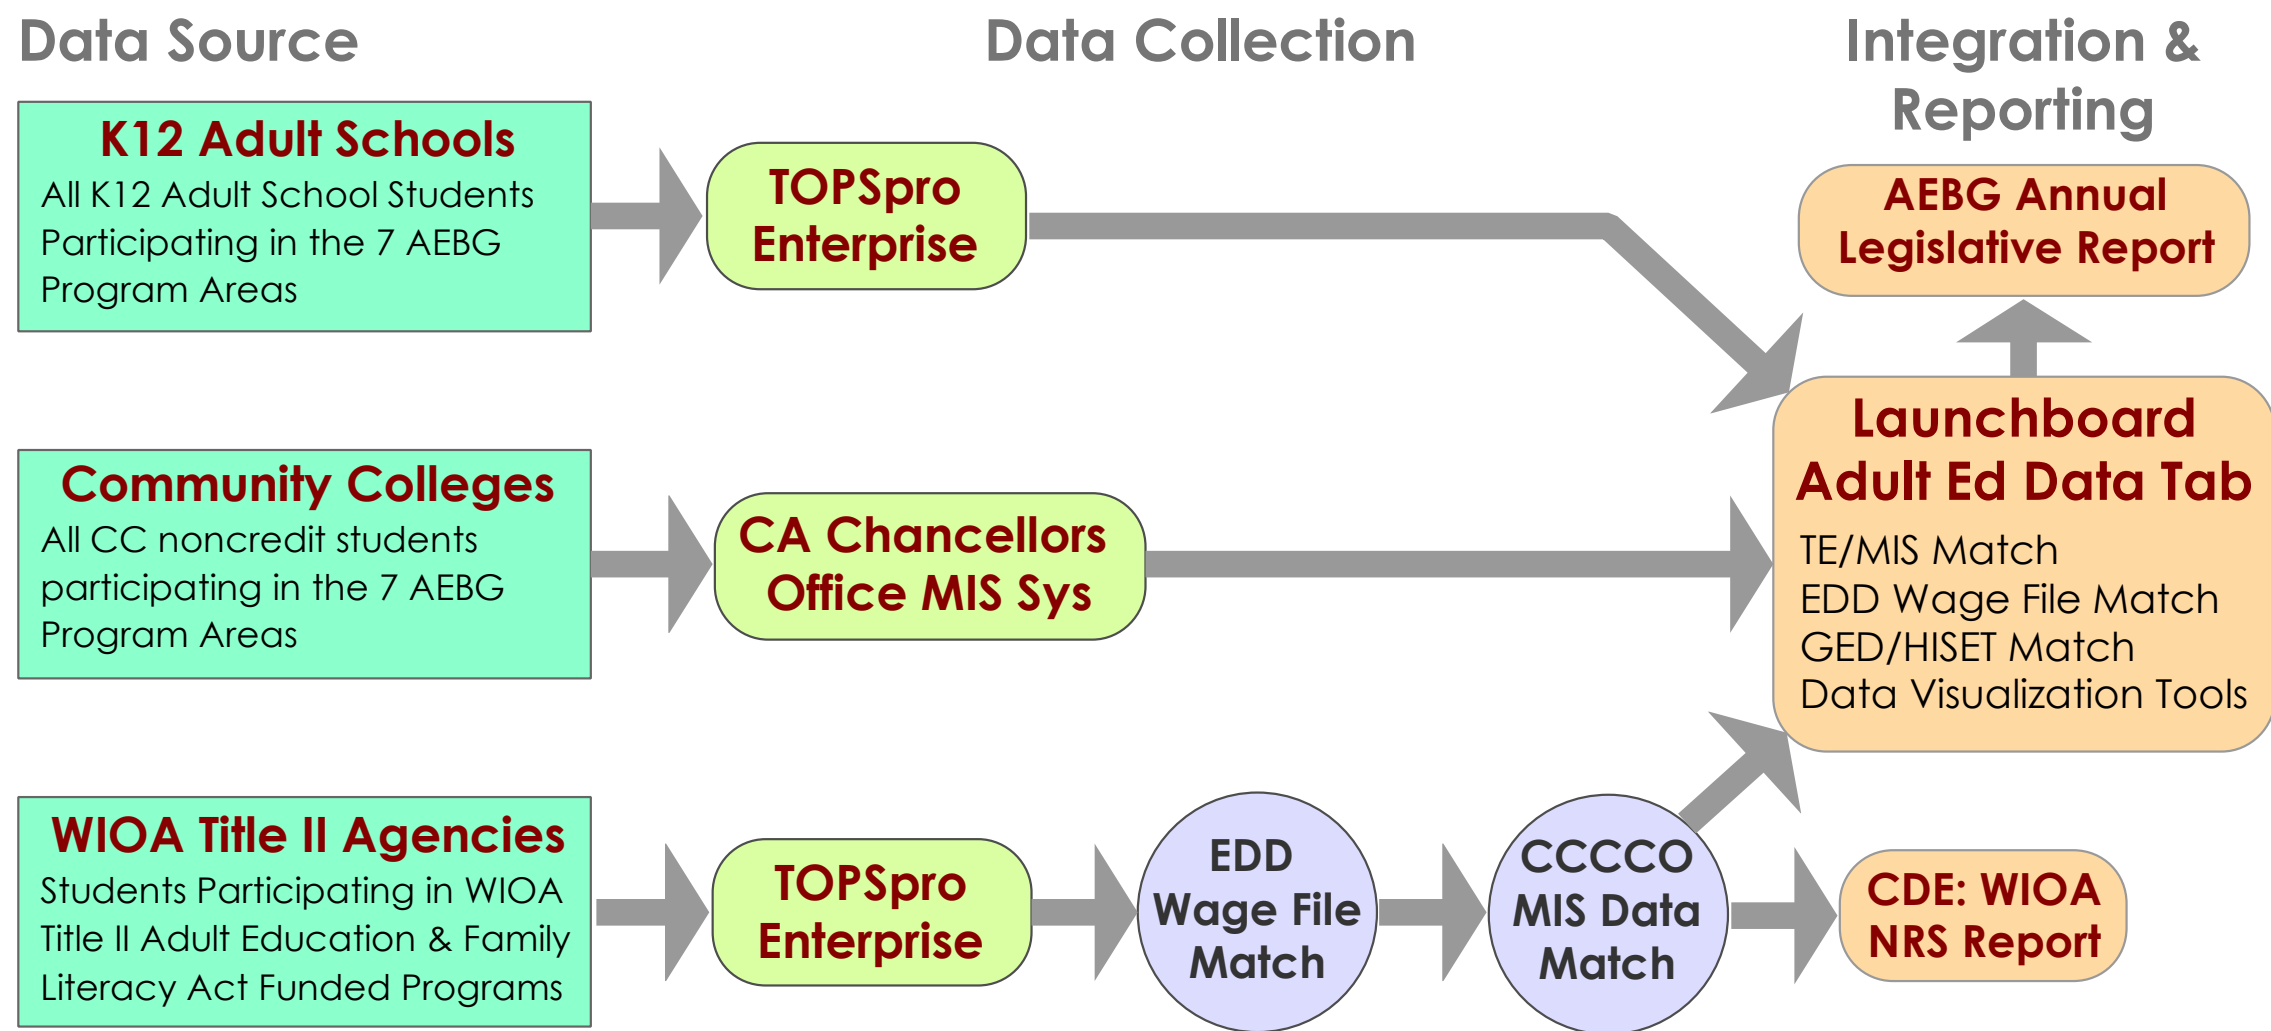 Data Source
Data Collection
Integration &
Reporting
K12 Adult Schools
All K12 Adult School Students
Participating in the 7 AEBG
Program Areas
TOPSpro
Enterprise
AEBG Annual
Legislative Report
Community Colleges
All CC noncredit students
participating in the 7 AEBG
Program Areas
CA Chancellors
Office MIS Sys
Launchboard
Adult Ed Data Tab
TE/MIS Match
EDD Wage File Match
GED/HISET Match
Data Visualization Tools
WIOA Title II Agencies
Students Participating in WIOA
Title II Adult Education & Family
Literacy Act Funded Programs
TOPSpro
Enterprise
EDD
Wage File
Match
CCCCO
MIS Data
Match
CDE: WIOA
NRS Report